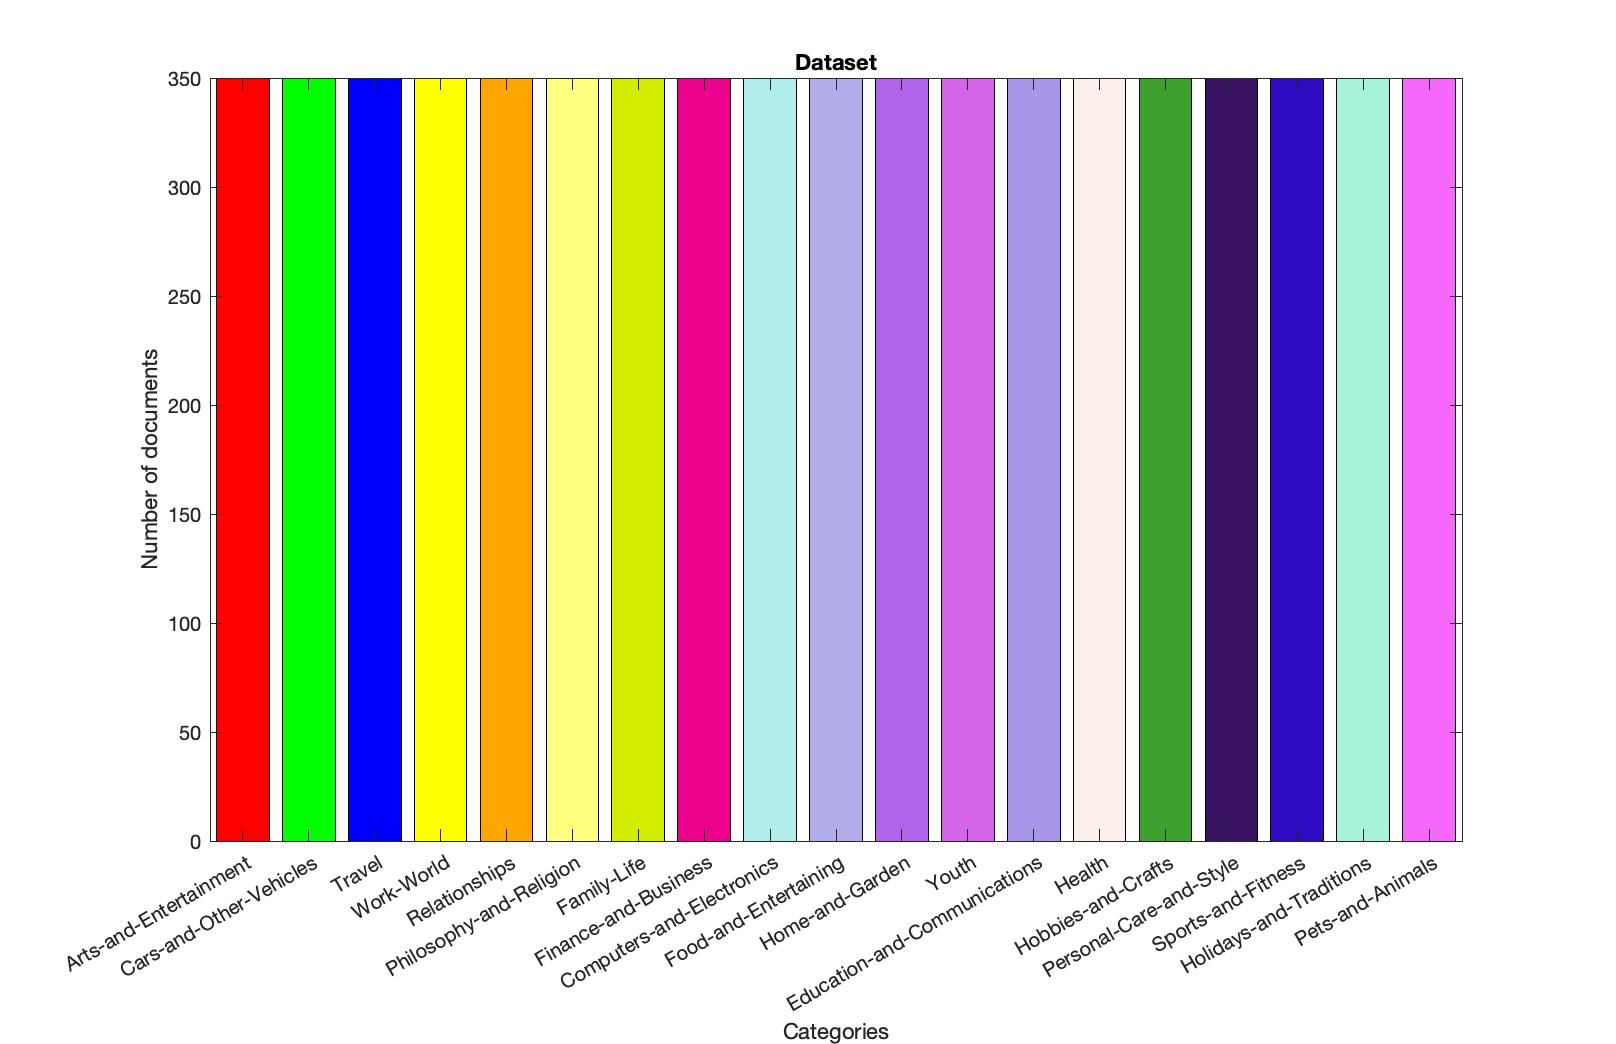 Dataset
350
300
250
200
150
100
50
0
Number of documents
Arts-and-Entertainment
Cars-and-Other-Vehicles
Travel
Work-World
Relationships
Philosophy-and-Religion
Family-Life
Finance-and-Business
Computers-and-Electronics
Food-and-Entertaining
Home-and-Garden
Youth
Education-and-Communications
Health
Hobbies-and-Crafts
Personal-Care-and-Style
Sports-and-Fitness
Holidays-and-Traditions
Pets-and-Animals
Categories